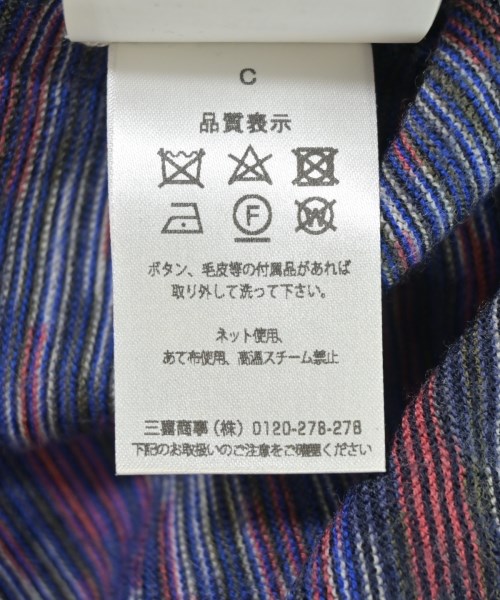 C
品質表示
F
W
ボタン、毛皮等の付属品があれば
取り外して洗って下さい。
ネット使用、
あて布使用、高温スチーム禁止
三喜商事（株）0120-278-278
下記のお取扱いのご注意をご確認ください